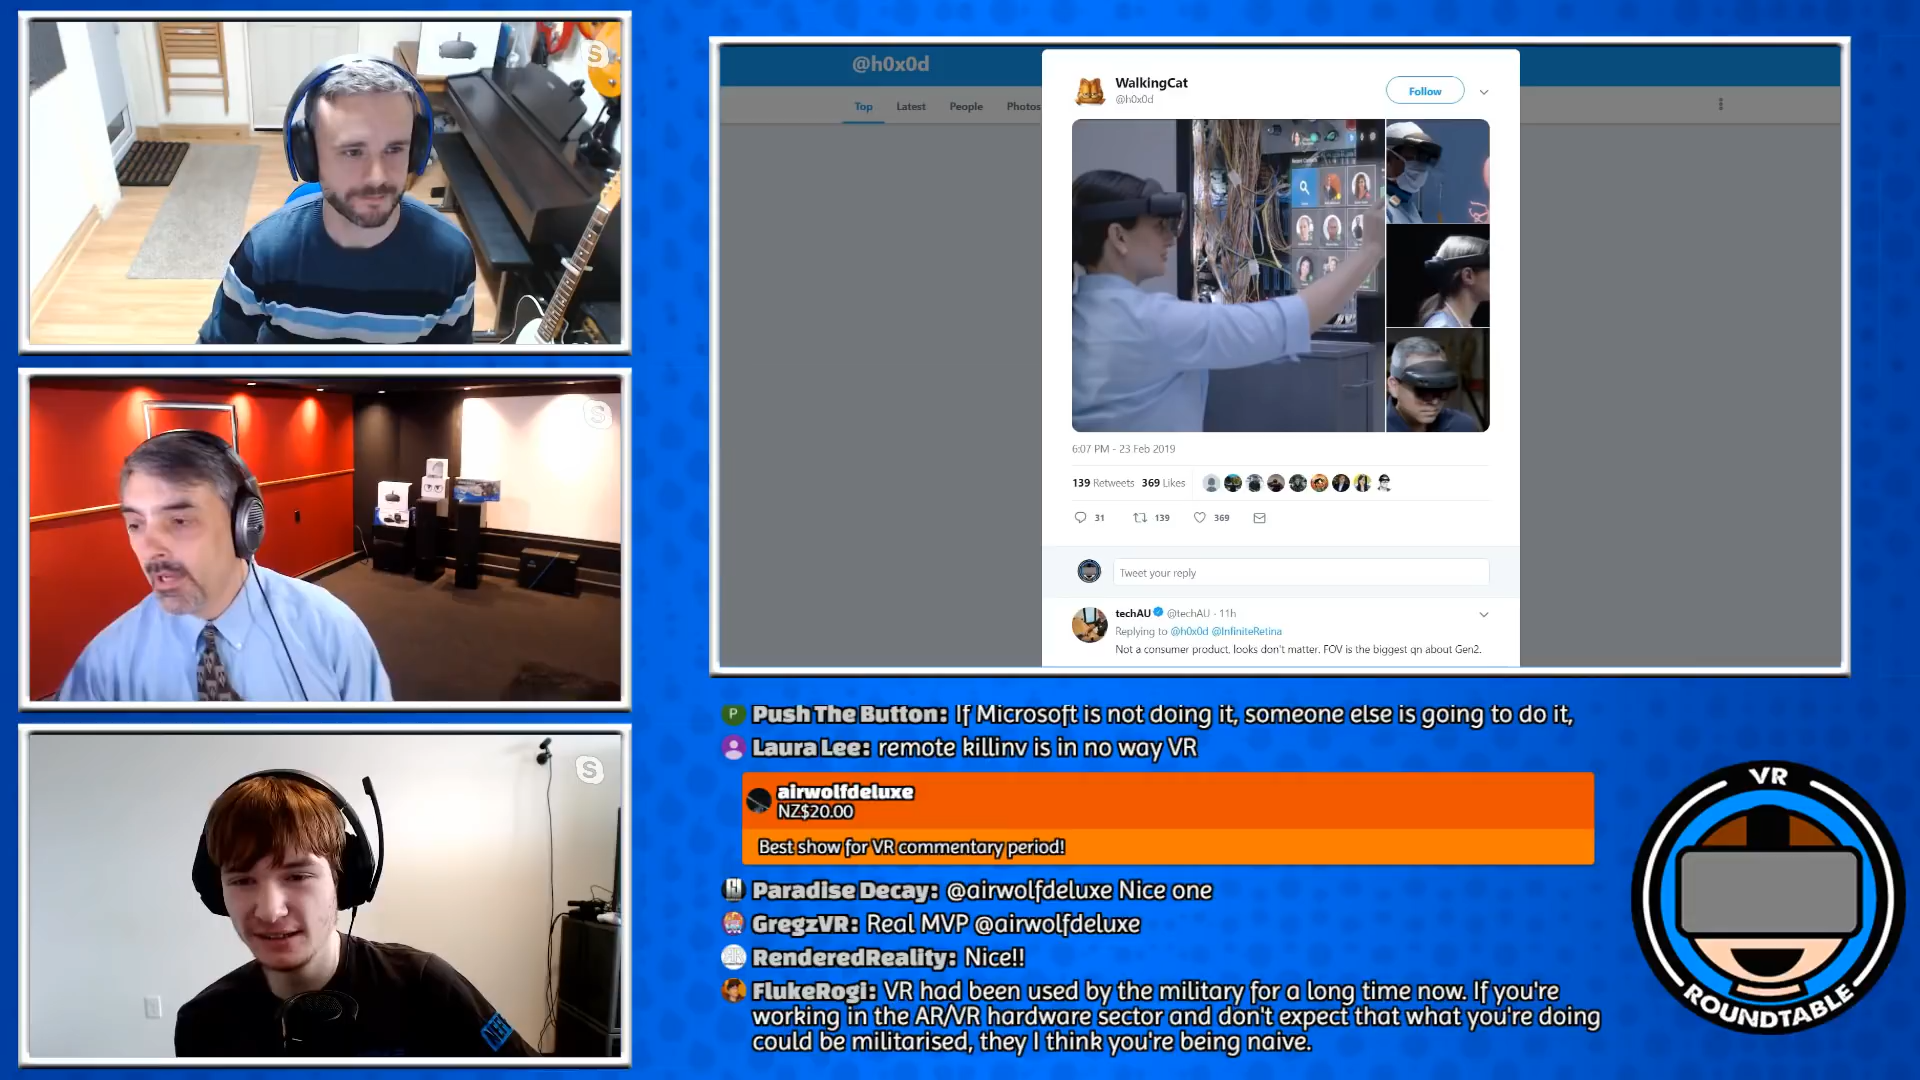 @h0x0d
Top Latest People Photos
WalkingCat
@h0x0d
Follow
6:07 PM - 23 Feb 2019
139 Retweets 369 Likes
31 139 369
Tweet your reply
techAU @techAU · 11h
Replying to @h0x0d @InfiniteRetina
Not a consumer product, looks don't matter. FOV is the biggest qn about Gen2.
P Push The Button: If Microsoft is not doing it, someone else is going to do it,
Laura Lee: remote killinv is in no way VR
airwolfdeluxe
NZ$20.00
Best show for VR commentary period!
Paradise Decay: @airwolfdeluxe Nice one
GregzVR: Real MVP @airwolfdeluxe
RenderedReality: Nice!!
FlukeRogi: VR had been used by the military for a long time now. If you're
working in the AR/VR hardware sector and don't expect that what you're doing
could be militarised, they I think you're being naive.
VR
ROUNDTABLE